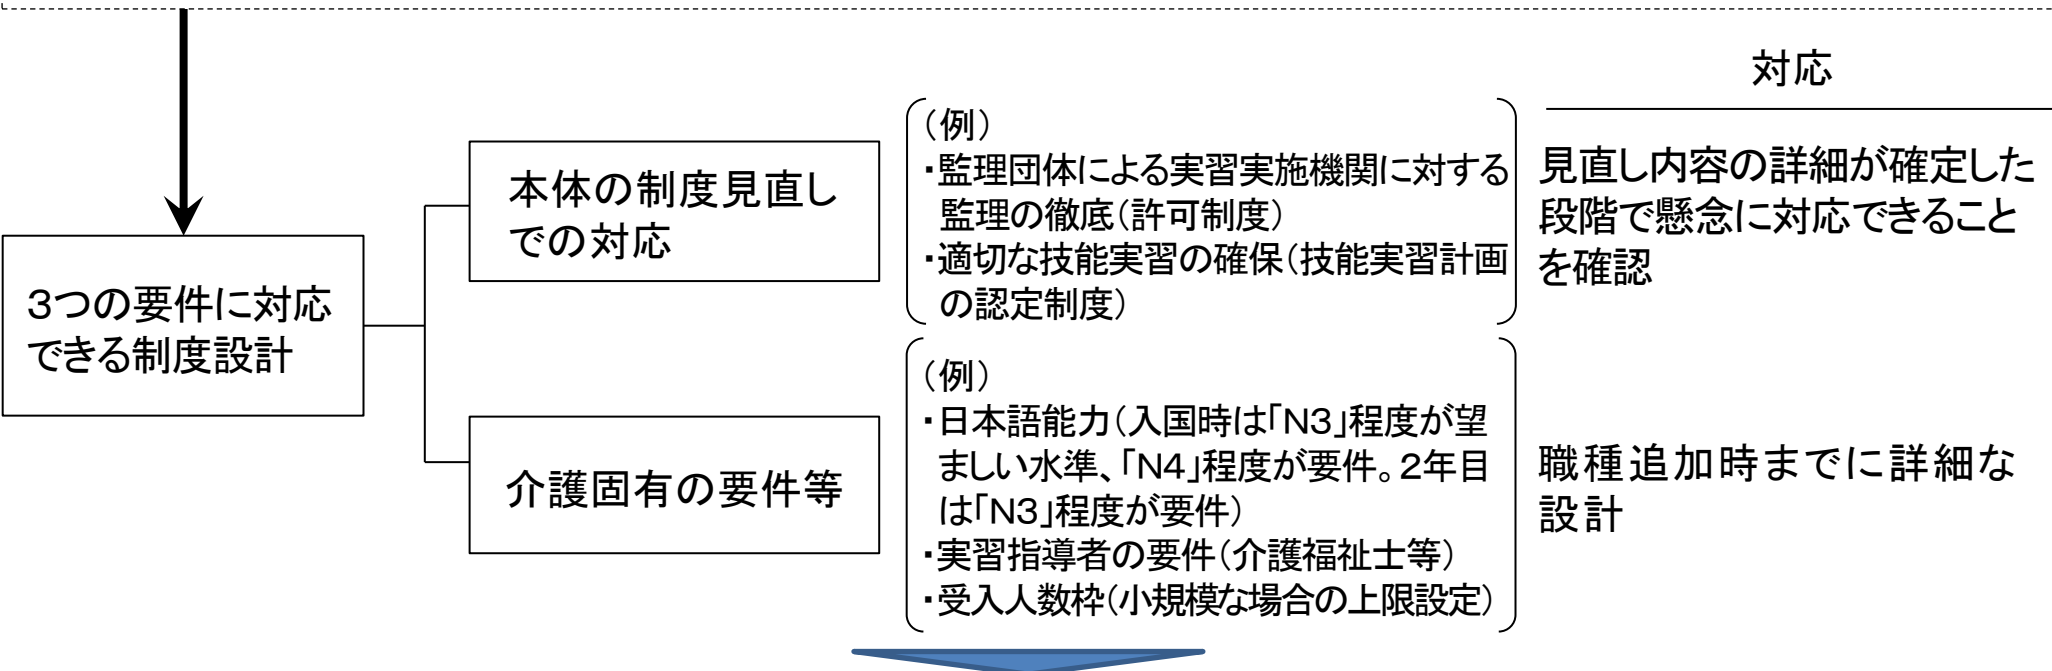 対応
3つの要件に対応
できる制度設計
本体の制度見直し
での対応
（例）
・監理団体による実習実施機関に対する
監理の徹底（許可制度）
・適切な技能実習の確保（技能実習計画
の認定制度）
見直し内容の詳細が確定した
段階で懸念に対応できること
を確認
介護固有の要件等
（例）
・日本語能力（入国時は「N3」程度が望
ましい水準、「N4」程度が要件。2年目
は「N3」程度が要件）
・実習指導者の要件（介護福祉士等）
・受入人数枠（小規模な場合の上限設定）
職種追加時までに詳細な
設計